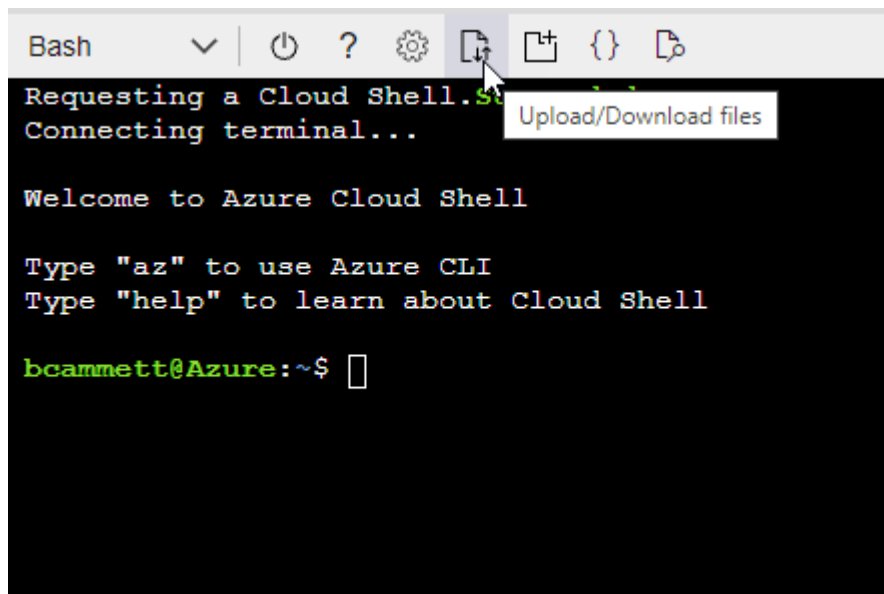 Bash
?
{}
Requesting a Cloud Shell.
Upload/Download files
Connecting terminal...
Welcome to Azure Cloud Shell
Type "az" to use Azure CLI
Type "help" to learn about Cloud Shell
bcammett@Azure:~$